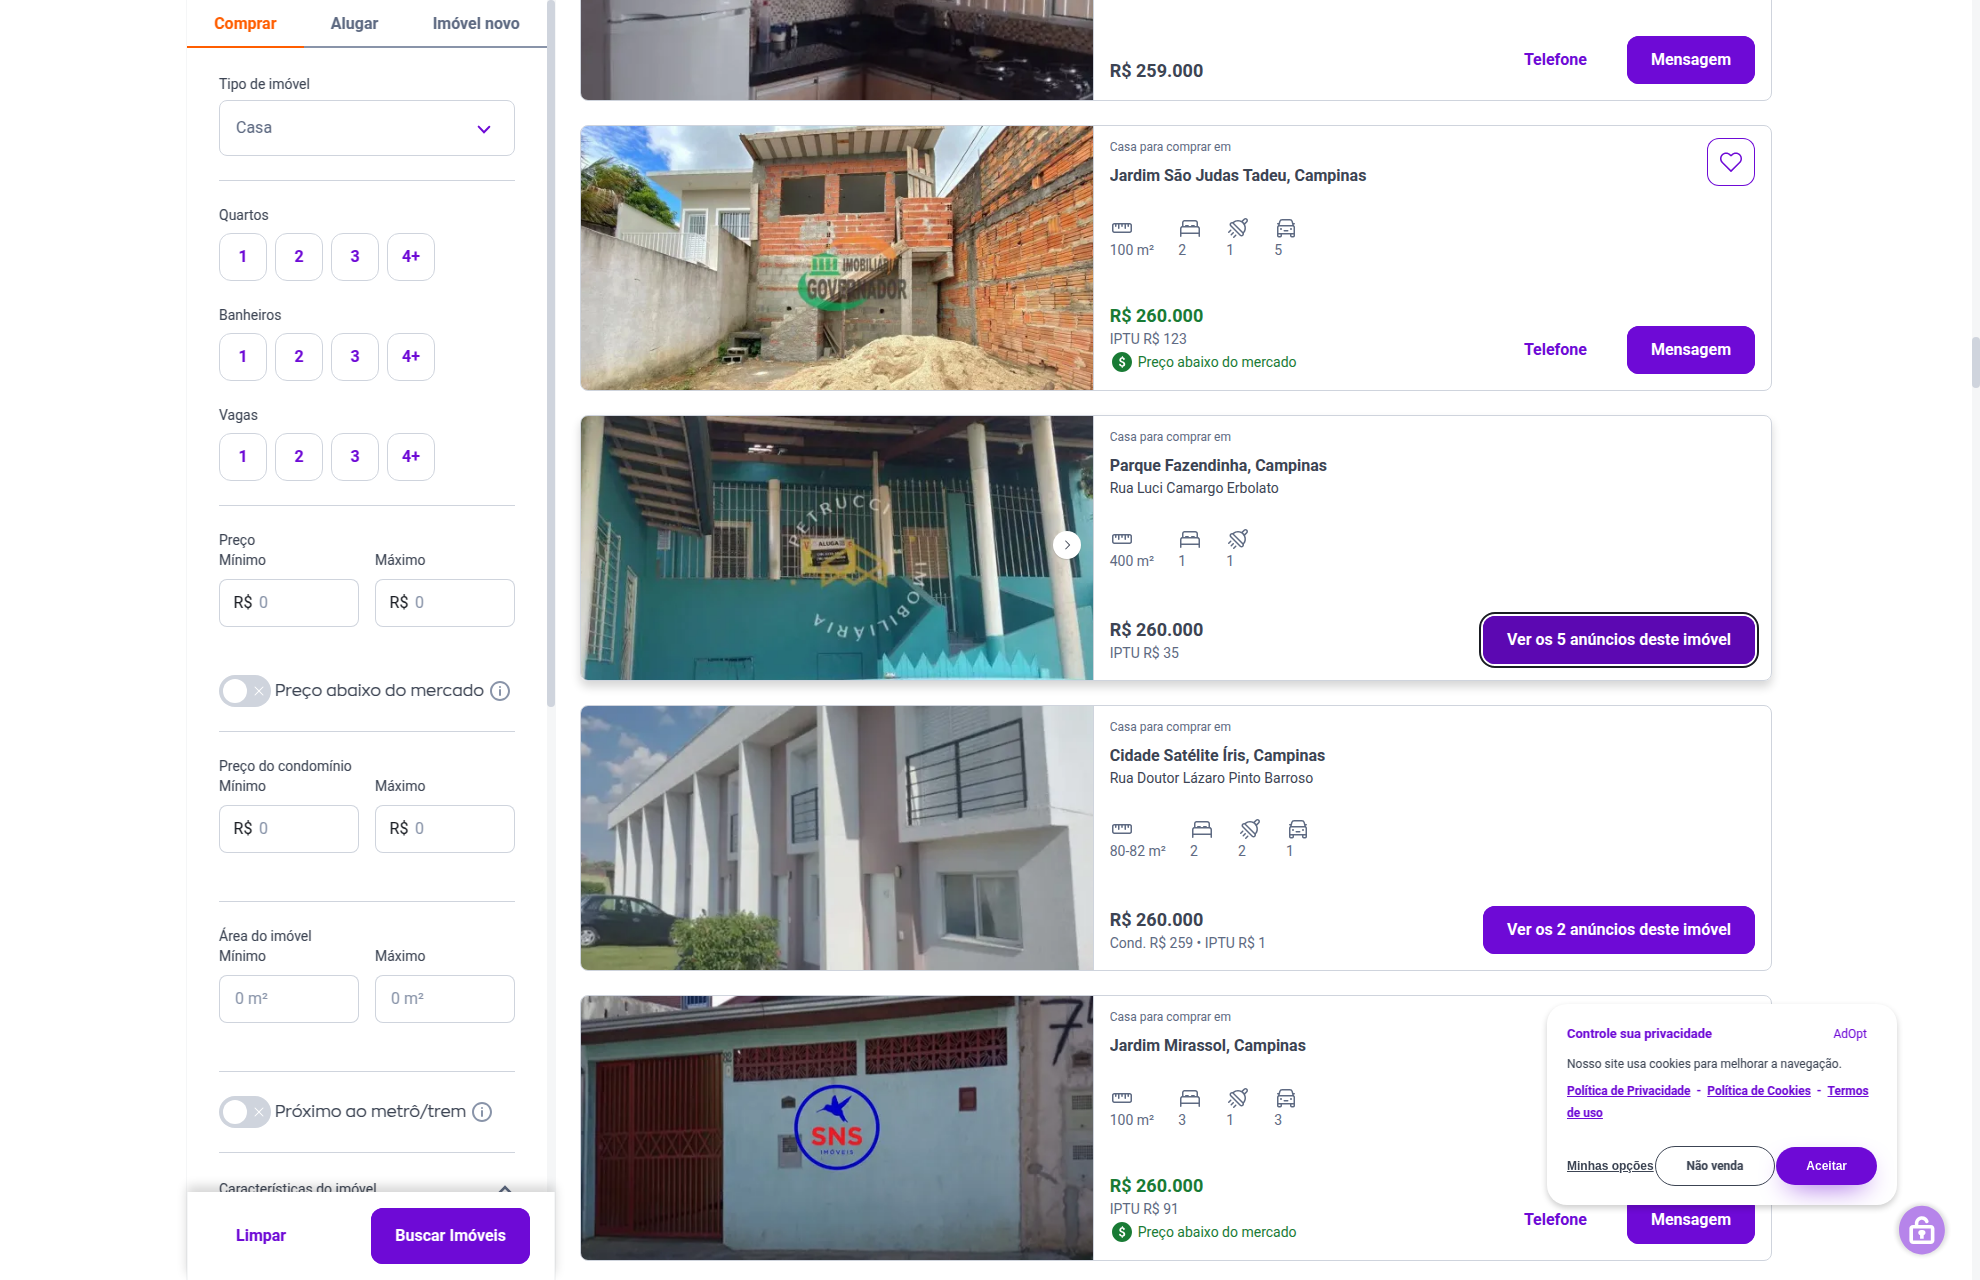 Comprar
Alugar
Imóvel novo
Tipo de imóvel
Casa
Quartos
1
2
3
4+
Banheiros
1
2
3
4+
Vagas
1
2
3
4+
Preço
Mínimo
Máximo
R$ 0
R$ 0
Preço abaixo do mercado
Preço do condomínio
Mínimo
Máximo
R$ 0
R$ 0
Área do imóvel
Mínimo
Máximo
0 m²
0 m²
Próximo ao metrô/trem
Características do imóvel
Limpar
Buscar Imóveis
R$ 259.000
Telefone
Mensagem
IMOBILIÁRIA
GOVERNADOR
Casa para comprar em
Jardim São Judas Tadeu, Campinas
100 m²
2
1
5
R$ 260.000
IPTU R$ 123
Preço abaixo do mercado
Telefone
Mensagem
PETRUCCI
IMOBILIÁRIA
ALUGA
Casa para comprar em
Parque Fazendinha, Campinas
Rua Luci Camargo Erbolato
400 m²
1
1
R$ 260.000
IPTU R$ 35
Ver os 5 anúncios deste imóvel
Casa para comprar em
Cidade Satélite Íris, Campinas
Rua Doutor Lázaro Pinto Barroso
80-82 m²
2
2
1
R$ 260.000
Cond. R$ 259 • IPTU R$ 1
Ver os 2 anúncios deste imóvel
SNS
IMÓVEIS
Casa para comprar em
Jardim Mirassol, Campinas
100 m²
3
1
3
R$ 260.000
IPTU R$ 91
Preço abaixo do mercado
Telefone
Mensagem
Controle sua privacidade
AdOpt
Nosso site usa cookies para melhorar a navegação.
Política de Privacidade - Política de Cookies - Termos
de uso
Minhas opções
Não venda
Aceitar